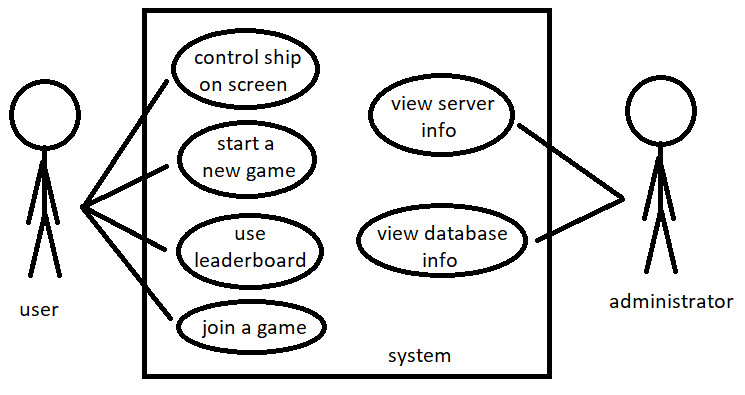 control ship
on screen
start a
new game
use
leaderboard
join a game
view server
info
view database
info
system
user
administrator